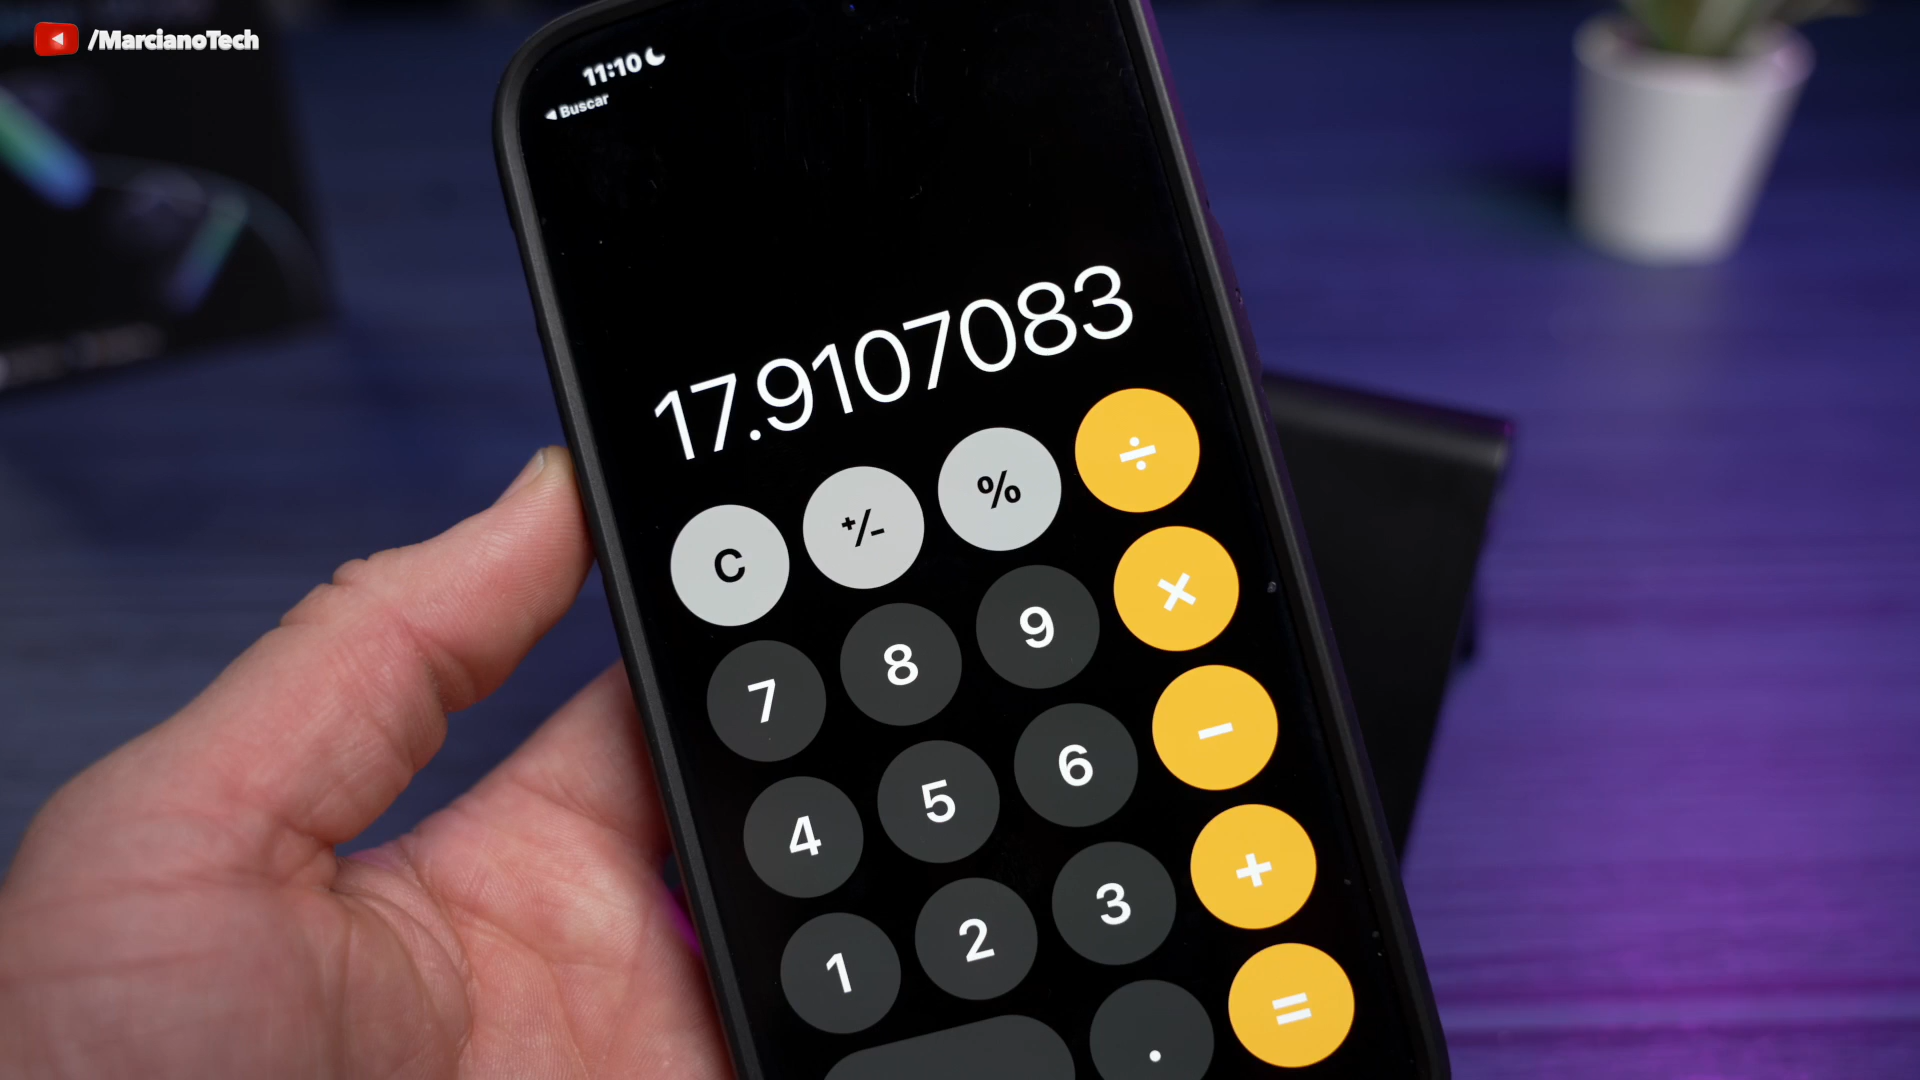 /MarcianoTech
11:10
Buscar
17.9107083
C +/- % ÷
7 8 9 ×
4 5 6 −
1 2 3 +
. =